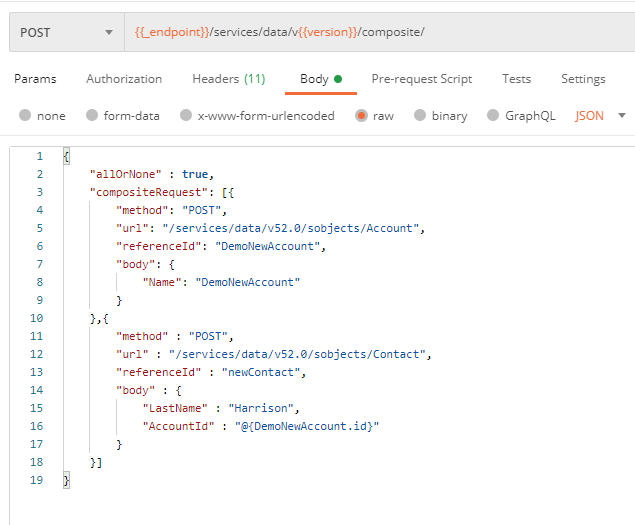 POST {{_endpoint}}/services/data/v{{version}}/composite/
Params Authorization Headers (11) Body Pre-request Script Tests Settings
none form-data x-www-form-urlencoded raw binary GraphQL JSON
1 {
2 "allOrNone" : true,
3 "compositeRequest": [{
4 "method": "POST",
5 "url": "/services/data/v52.0/sobjects/Account",
6 "referenceId": "DemoNewAccount",
7 "body": {
8 "Name": "DemoNewAccount"
9 }
10 },{
11 "method" : "POST",
12 "url" : "/services/data/v52.0/sobjects/Contact",
13 "referenceId" : "newContact",
14 "body" : {
15 "LastName" : "Harrison",
16 "AccountId" : "@{DemoNewAccount.id}"
17 }
18 }]
19 }